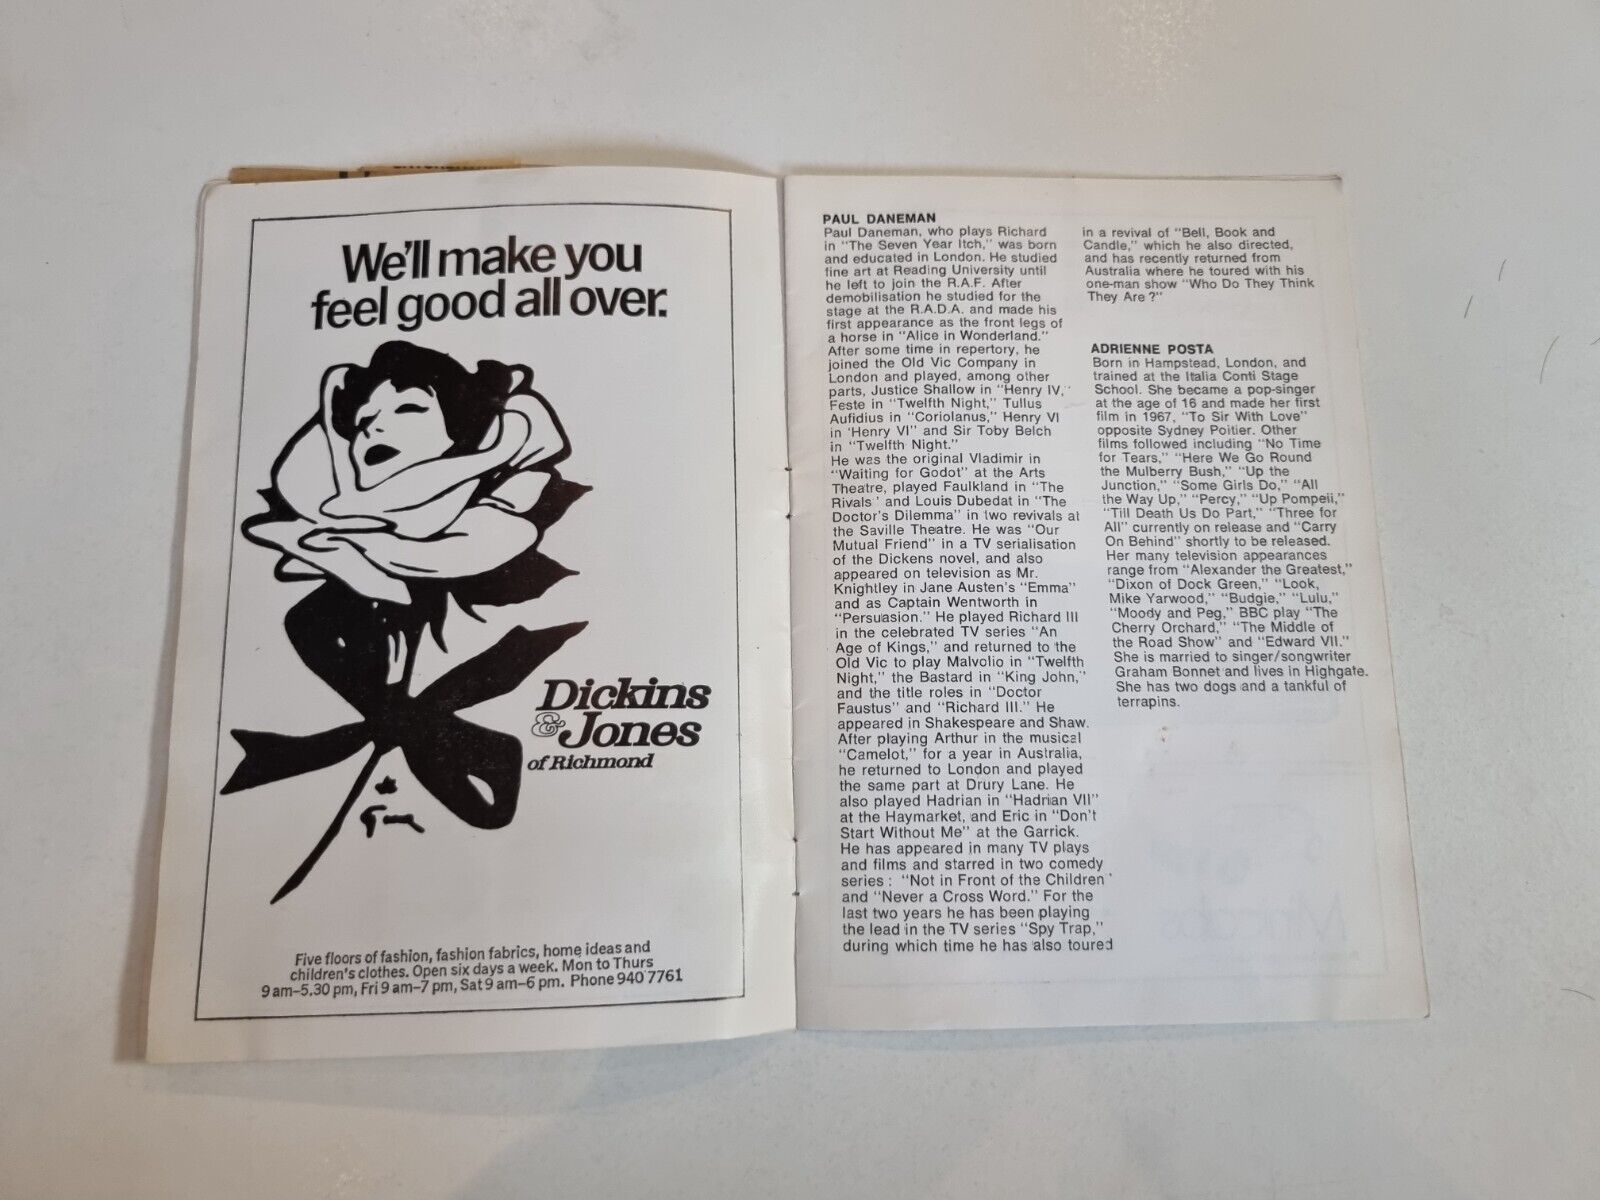 We'll make you
feel good all over.
Dickins
& Jones
of Richmond
Five floors of fashion, fashion fabrics, home ideas and
children's clothes. Open six days a week. Mon to Thurs
9 am–5.30 pm, Fri 9 am–7 pm, Sat 9 am–6 pm. Phone 940 7761
PAUL DANEMAN
Paul Daneman, who plays Richard
in "The Seven Year Itch," was born
and educated in London. He studied
fine art at Reading University until
he left to join the R.A.F. After
demobilisation he studied for the
stage at the R.A.D.A. and made his
first appearance as the front legs of
a horse in "Alice in Wonderland."
After some time in repertory, he
joined the Old Vic Company in
London and played, among other
parts, Justice Shallow in "Henry IV,"
Feste in "Twelfth Night," Tullus
Aufidius in "Coriolanus," Henry VI
in 'Henry VI" and Sir Toby Belch
in "Twelfth Night."
He was the original Vladimir in
"Waiting for Godot" at the Arts
Theatre, played Faulkland in "The
Rivals' and Louis Dubedat in "The
Doctor's Dilemma" in two revivals at
the Saville Theatre. He was "Our
Mutual Friend" in a TV serialisation
of the Dickens novel, and also
appeared on television as Mr.
Knightley in Jane Austen's "Emma"
and as Captain Wentworth in
"Persuasion." He played Richard III
in the celebrated TV series "An
Age of Kings," and returned to the
Old Vic to play Malvolio in "Twelfth
Night," the Bastard in "King John,"
and the title roles in "Doctor
Faustus" and "Richard III." He
appeared in Shakespeare and Shaw.
After playing Arthur in the musical
"Camelot," for a year in Australia,
he returned to London and played
the same part at Drury Lane. He
also played Hadrian in "Hadrian VII"
at the Haymarket, and Eric in "Don't
Start Without Me" at the Garrick.
He has appeared in many TV plays
and films and starred in two comedy
series : "Not in Front of the Children'
and "Never a Cross Word." For the
last two years he has been playing
the lead in the TV series "Spy Trap,"
during which time he has also toured
in a revival of "Bell, Book and
Candle," which he also directed,
and has recently returned from
Australia where he toured with his
one-man show "Who Do They Think
They Are ?"
ADRIENNE POSTA
Born in Hampstead, London, and
trained at the Italia Conti Stage
School. She became a pop-singer
at the age of 16 and made her first
film in 1967, "To Sir With Love"
opposite Sydney Poitier. Other
films followed including "No Time
for Tears," "Here We Go Round
the Mulberry Bush," "Up the
Junction," "Some Girls Do," "All
the Way Up," "Percy," "Up Pompeii,"
"Till Death Us Do Part," "Three for
All" currently on release and "Carry
On Behind" shortly to be released.
Her many television appearances
range from "Alexander the Greatest,"
"Dixon of Dock Green," "Look,
Mike Yarwood," "Budgie," "Lulu,"
"Moody and Peg," BBC play "The
Cherry Orchard," "The Middle of
the Road Show" and "Edward VII."
She is married to singer/songwriter
Graham Bonnet and lives in Highgate.
She has two dogs and a tankful of
terrapins.